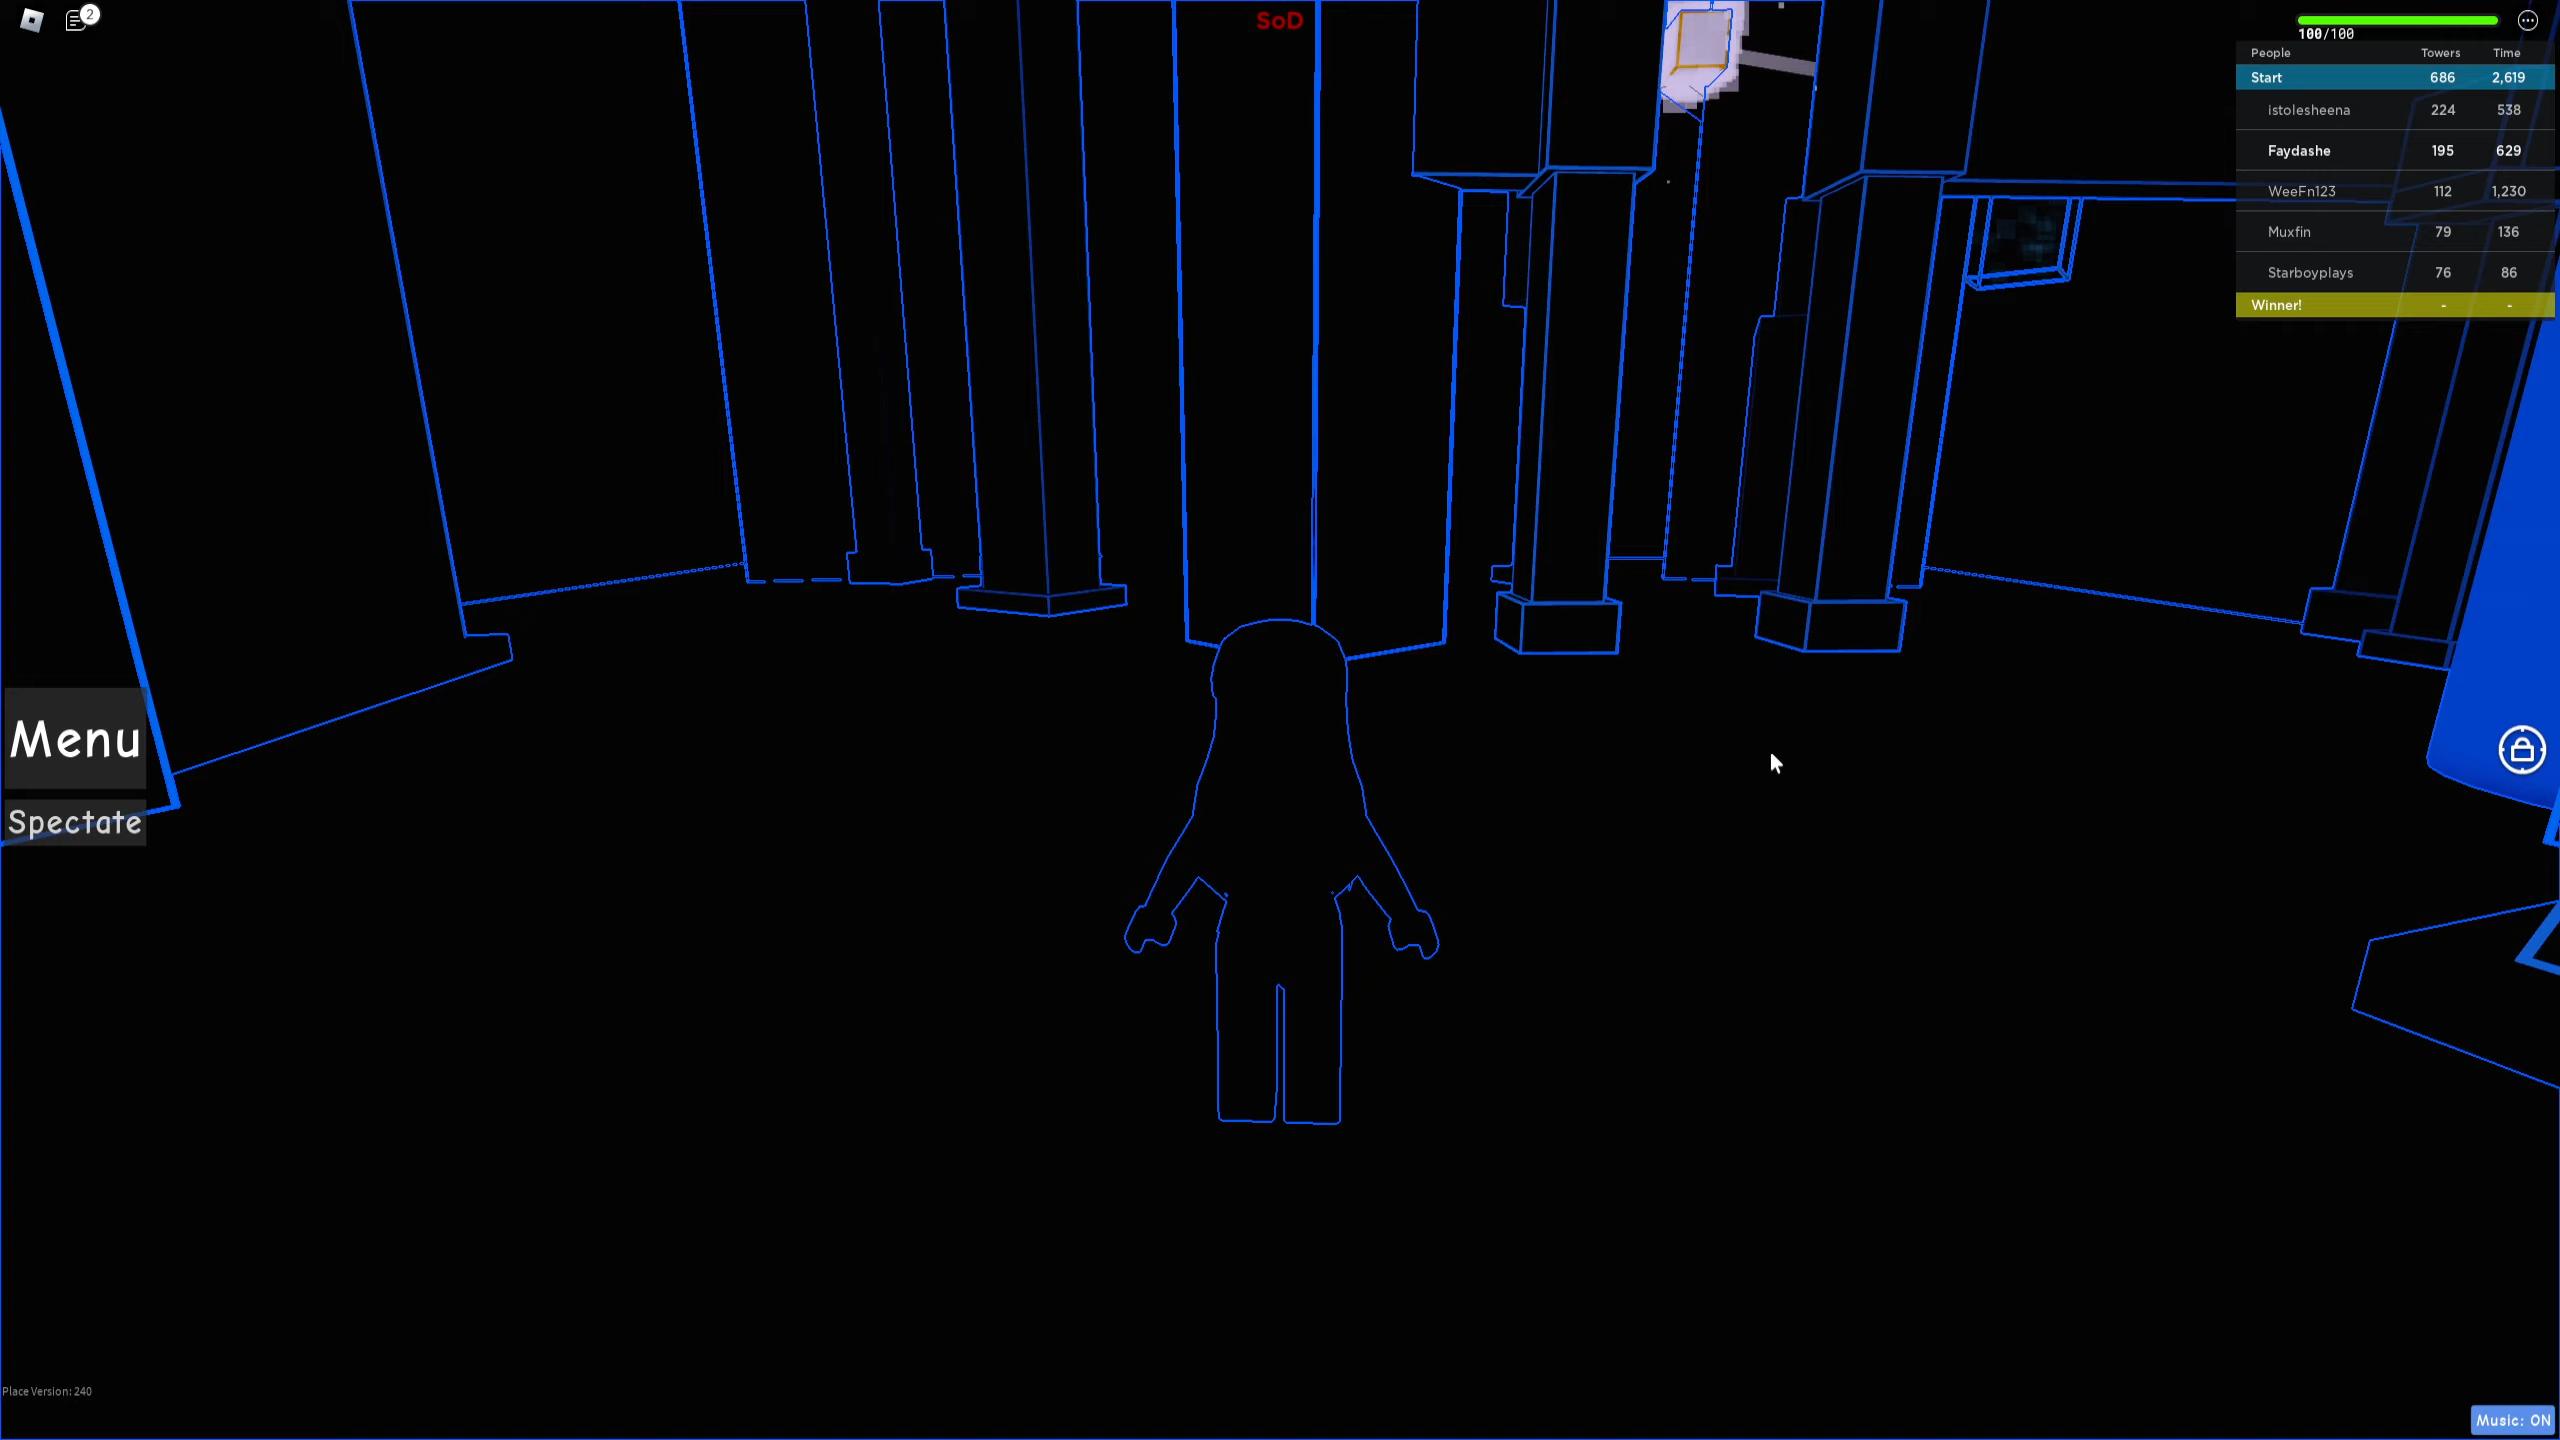 2
SoD
100/100
People Towers Time
Start 686 2,619
istolesheena 224 538
Faydashe 195 629
WeeFn123 112 1,230
Muxfin 79 136
Starboyplays 76 86
Winner! - -
Menu
Spectate
Place Version: 240
Music: ON